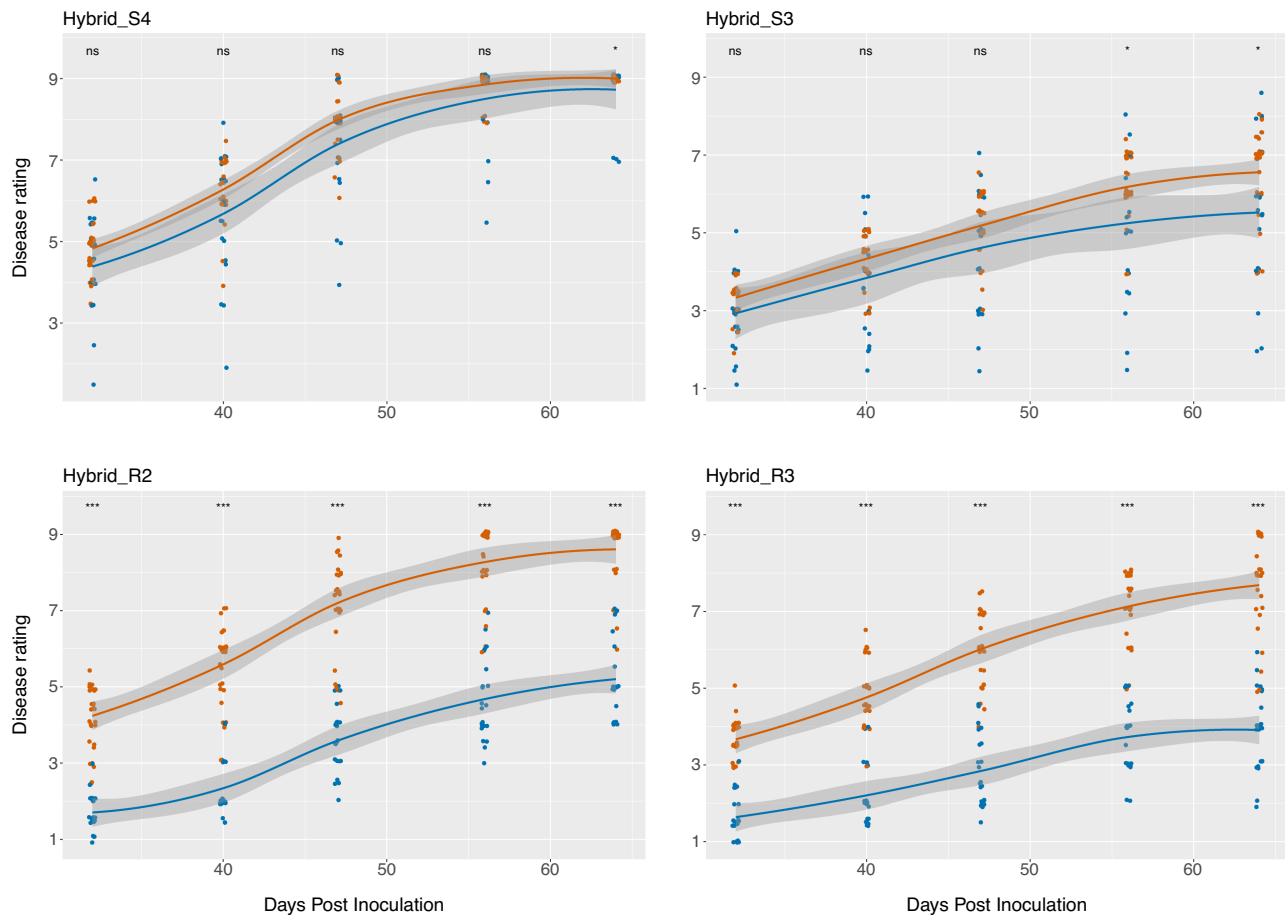 Hybrid_S4
Hybrid_S3
ns ns ns ns *
ns ns ns * *
9
7
5
3
9
7
5
3
1
Disease rating
40 50 60
40 50 60
Hybrid_R2
Hybrid_R3
*** *** *** *** ***
*** *** *** *** ***
9
7
5
3
1
9
7
5
3
1
Disease rating
40 50 60
40 50 60
Days Post Inoculation
Days Post Inoculation